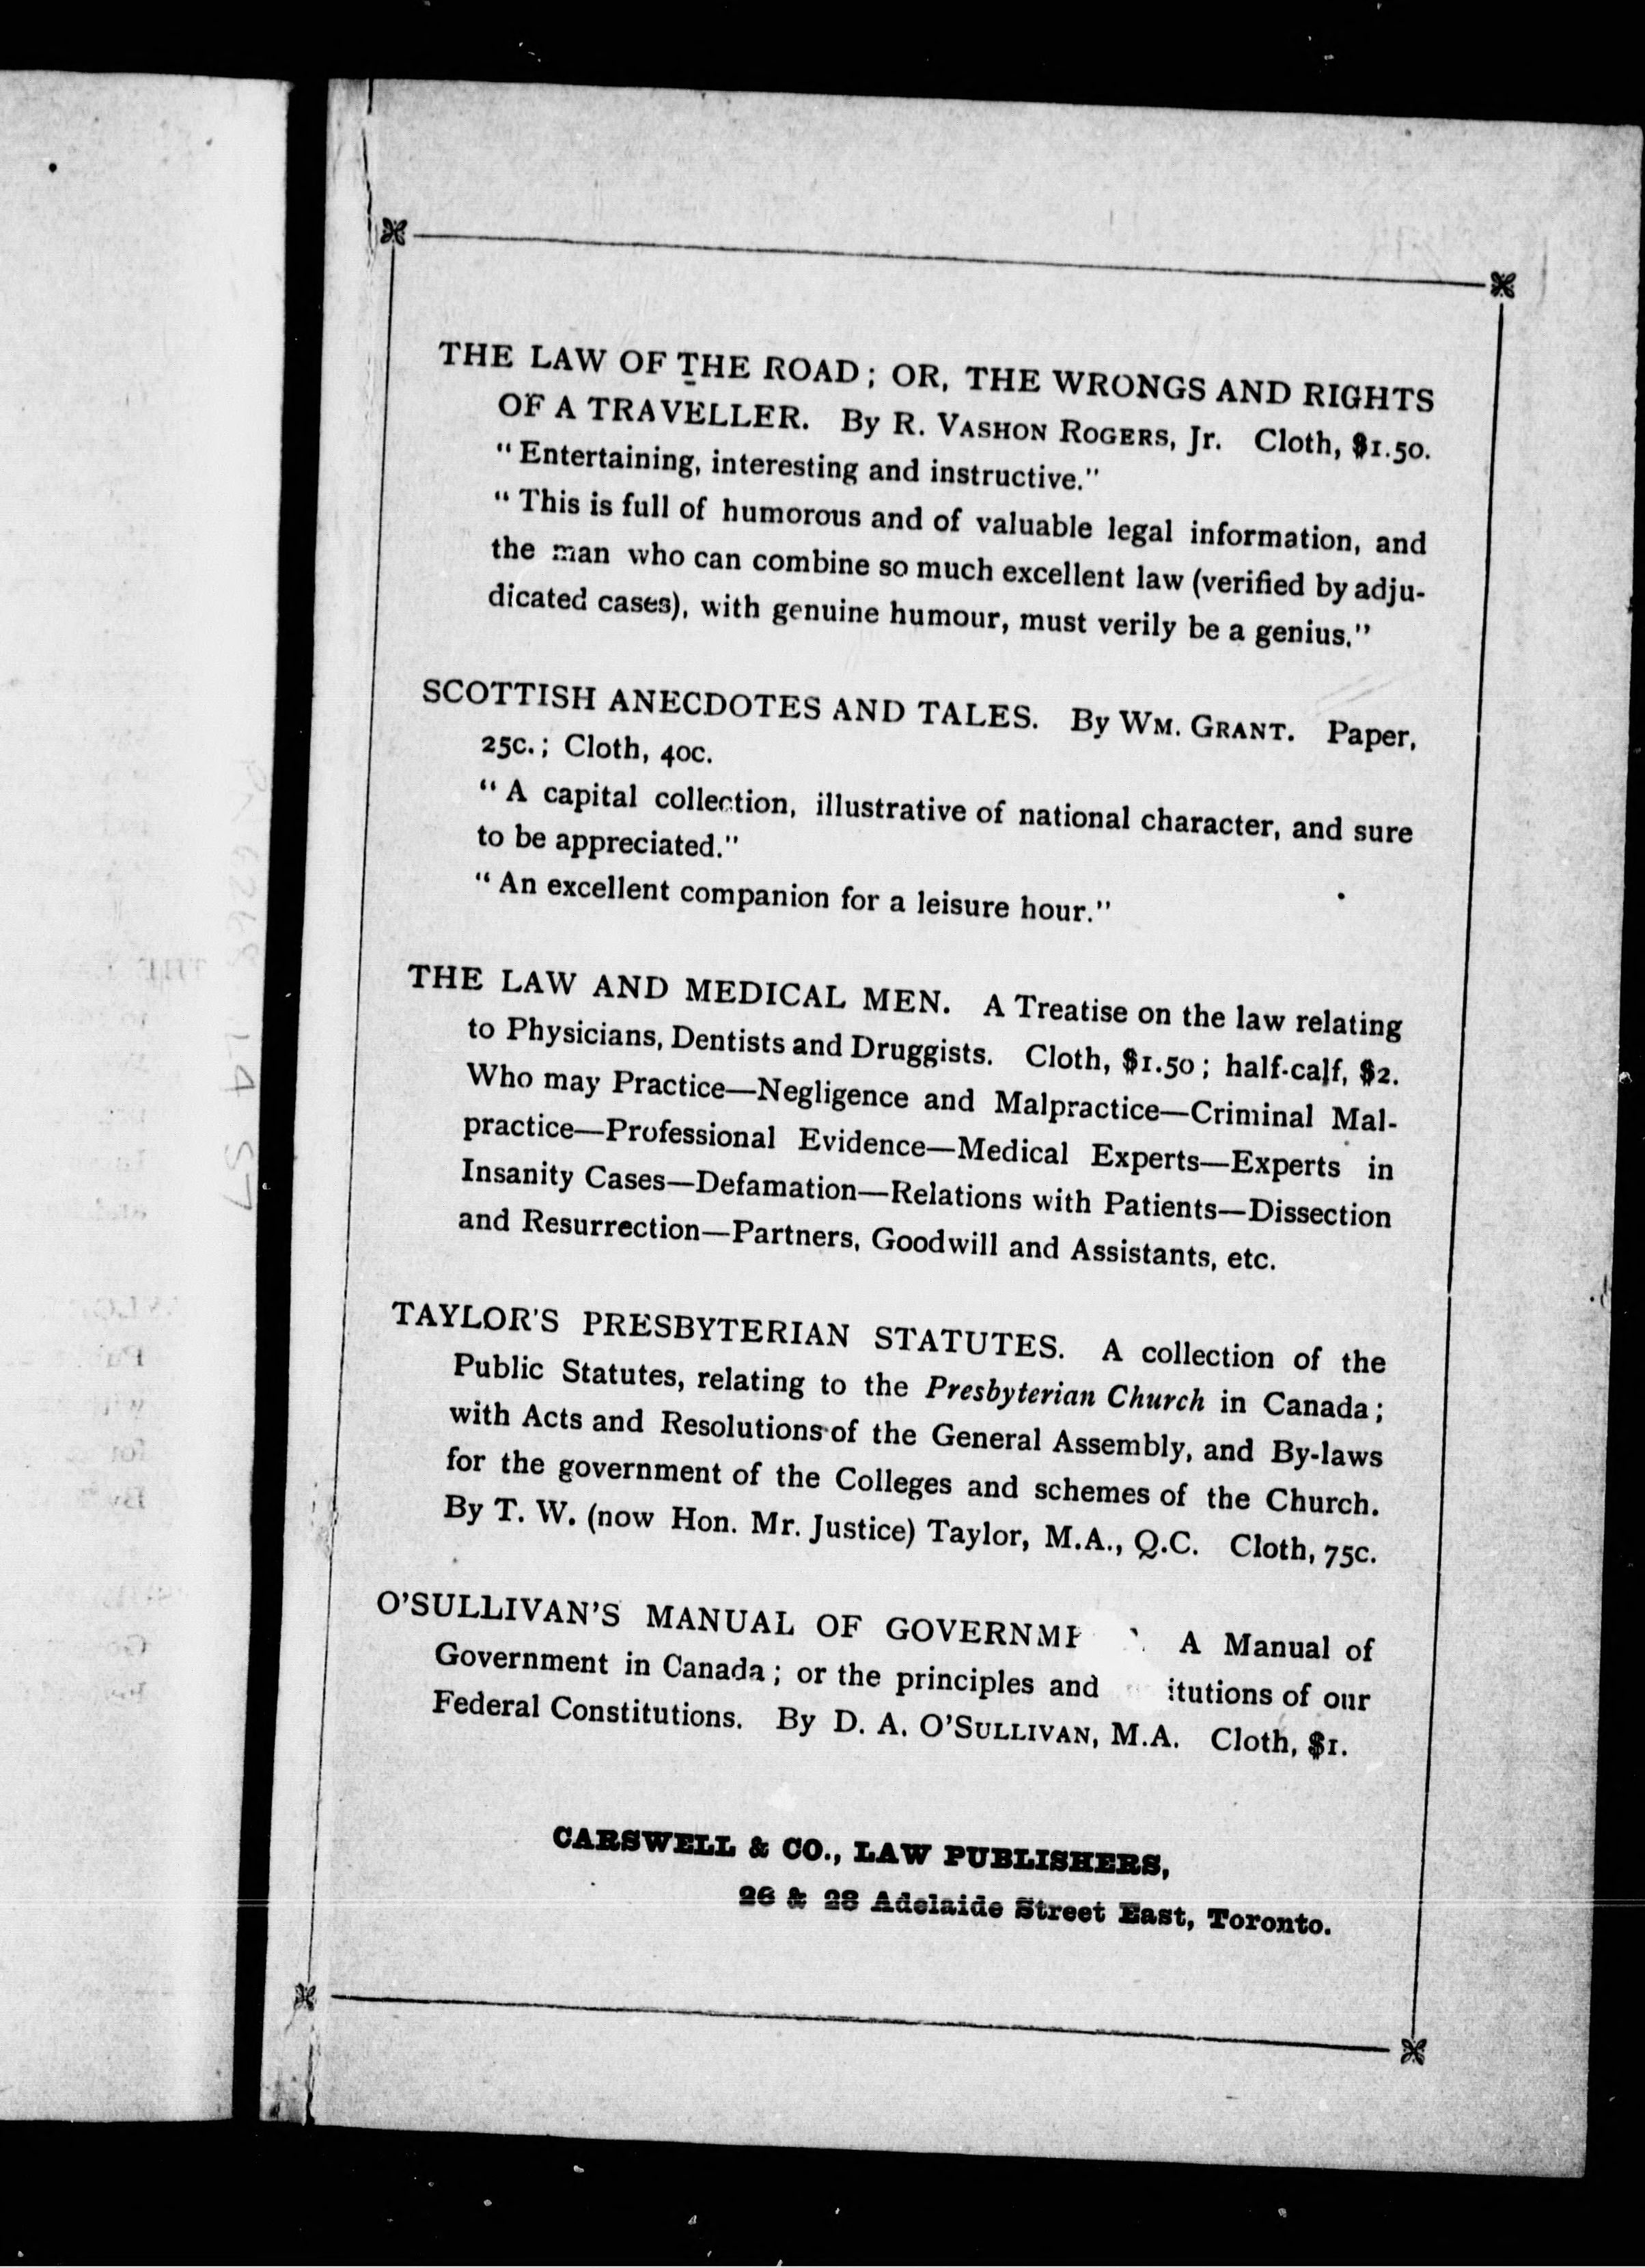 THE LAW OF THE ROAD; OR, THE WRONGS AND RIGHTS
OF A TRAVELLER. By R. VASHON ROGERS, Jr. Cloth, $1.50.
"Entertaining, interesting and instructive."
"This is full of humorous and of valuable legal information, and
the man who can combine so much excellent law (verified by adju-
dicated cases), with genuine humour, must verily be a genius."
SCOTTISH ANECDOTES AND TALES. By WM. GRANT. Paper,
25c.; Cloth, 40c.
"A capital collection, illustrative of national character, and sure
to be appreciated."
"An excellent companion for a leisure hour."
THE LAW AND MEDICAL MEN. A Treatise on the law relating
to Physicians, Dentists and Druggists. Cloth, $1.50; half-calf, $2.
Who may Practice—Negligence and Malpractice—Criminal Mal-
practice—Professional Evidence—Medical Experts—Experts in
Insanity Cases—Defamation—Relations with Patients—Dissection
and Resurrection—Partners, Goodwill and Assistants, etc.
TAYLOR'S PRESBYTERIAN STATUTES. A collection of the
Public Statutes, relating to the Presbyterian Church in Canada;
with Acts and Resolutions of the General Assembly, and By-laws
for the government of the Colleges and schemes of the Church.
By T. W. (now Hon. Mr. Justice) Taylor, M.A., Q.C. Cloth, 75c.
O'SULLIVAN'S MANUAL OF A Manual of
Government in Canada; or the principles and itutions of our
Federal Constitutions. By D. A. O'SULLIVAN, M.A. Cloth, $1.
CARSWELL & CO., LAW PUBLISHERS,
26 & 28 Adelaide Street East, Toronto.